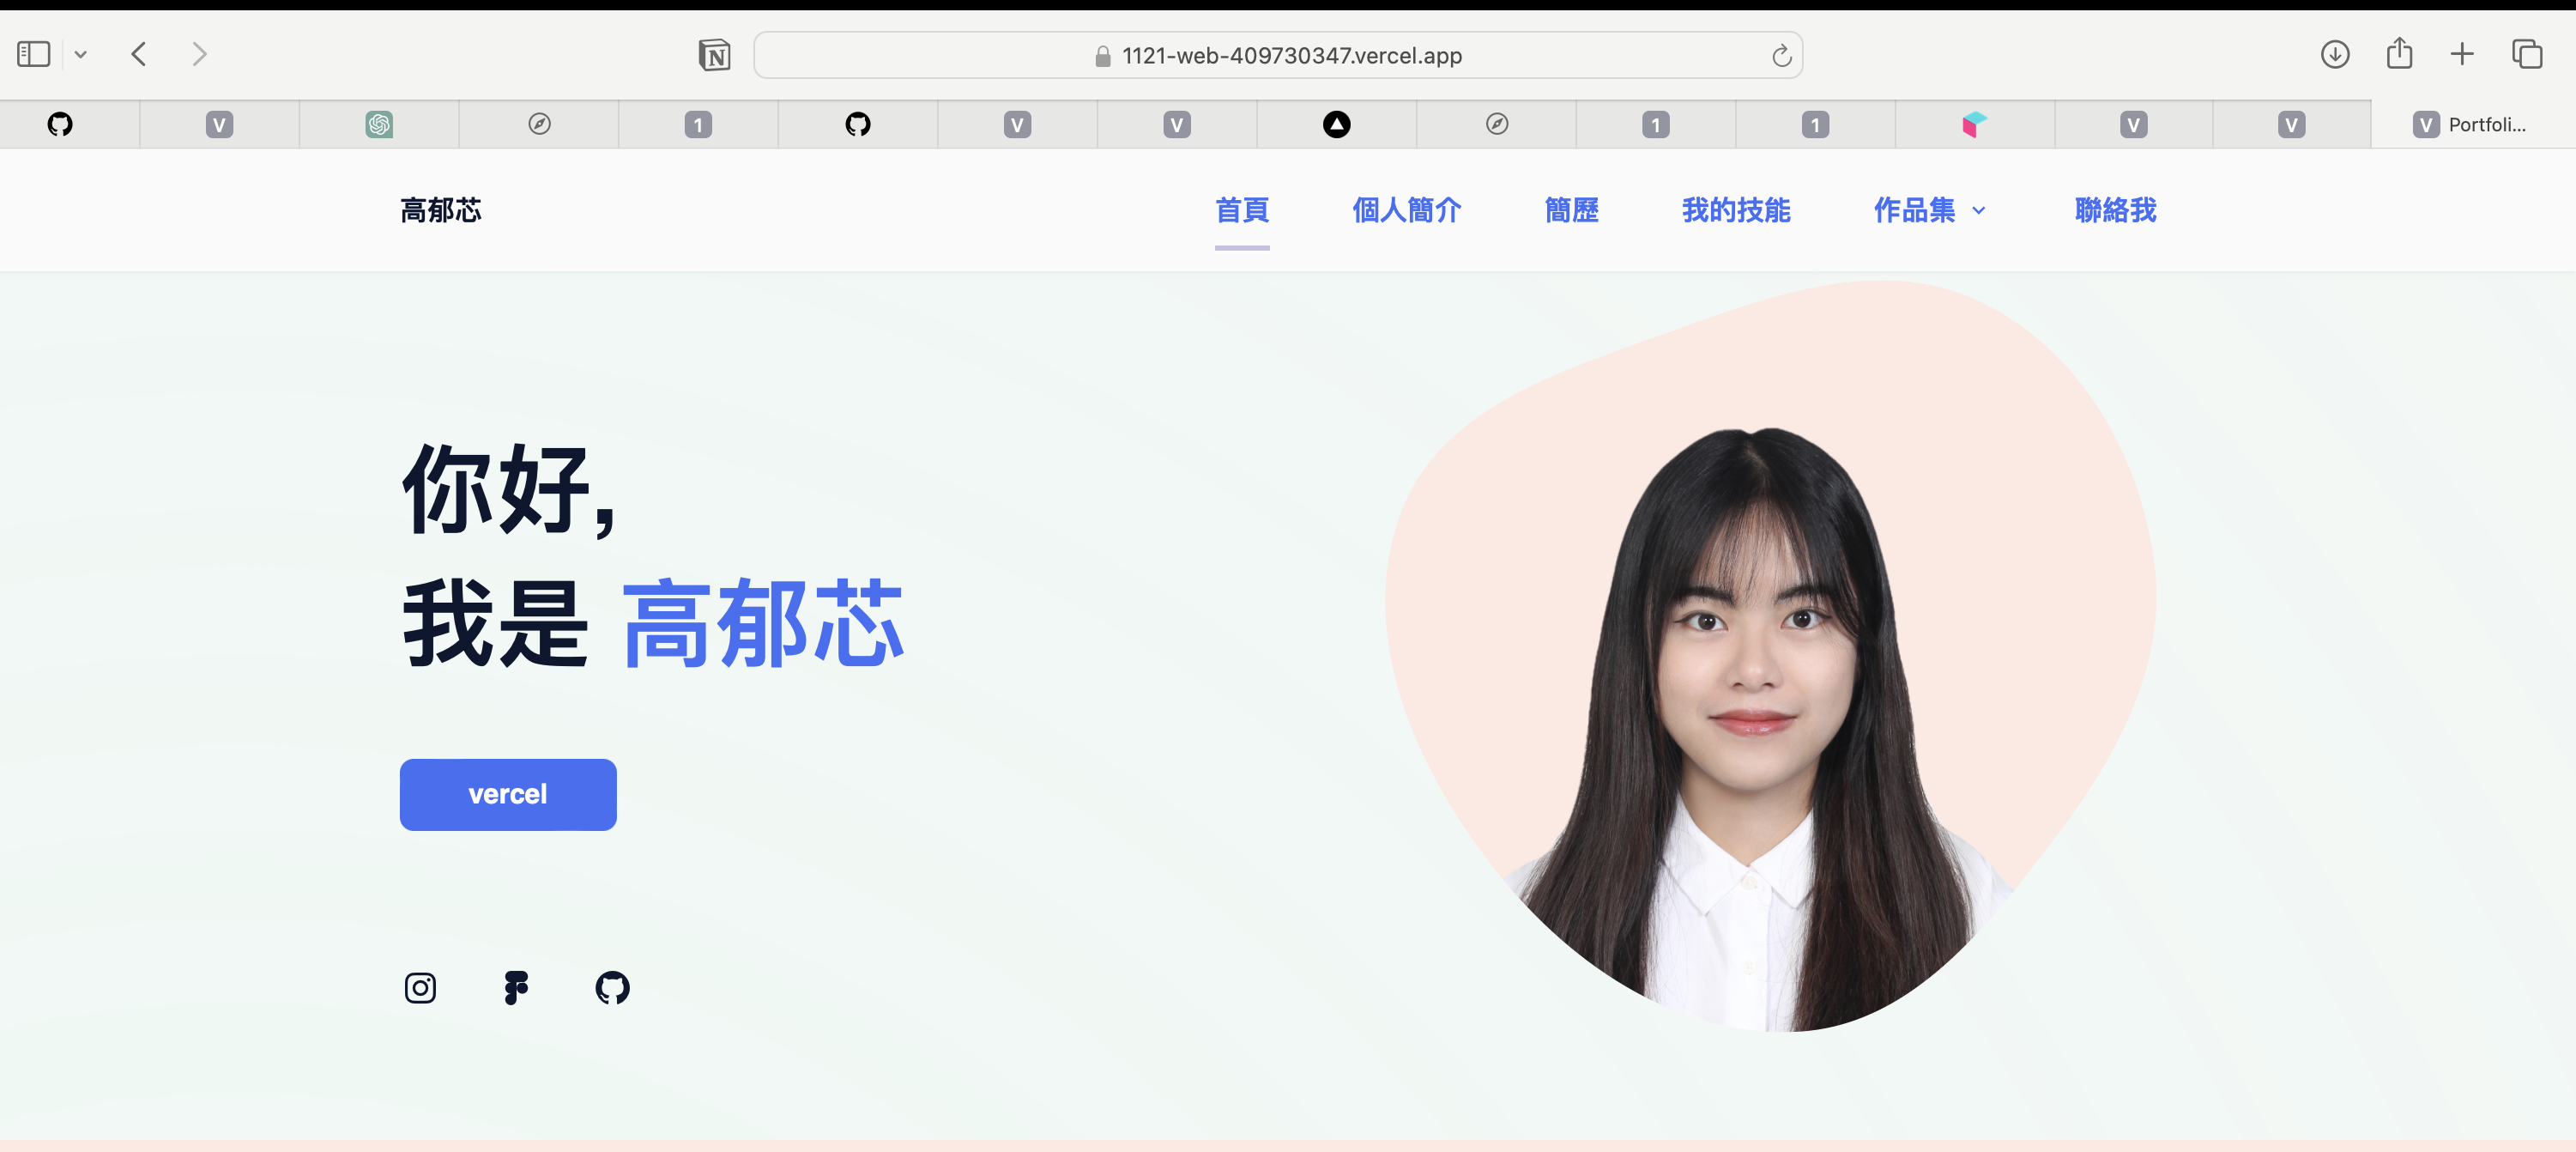 1121-web-409730347.vercel.app
V
1
V
V
1
1
V
V
V Portfoli...
高郁芯
首頁 個人簡介 簡歷 我的技能 作品集 聯絡我
你好,
我是 高郁芯
vercel